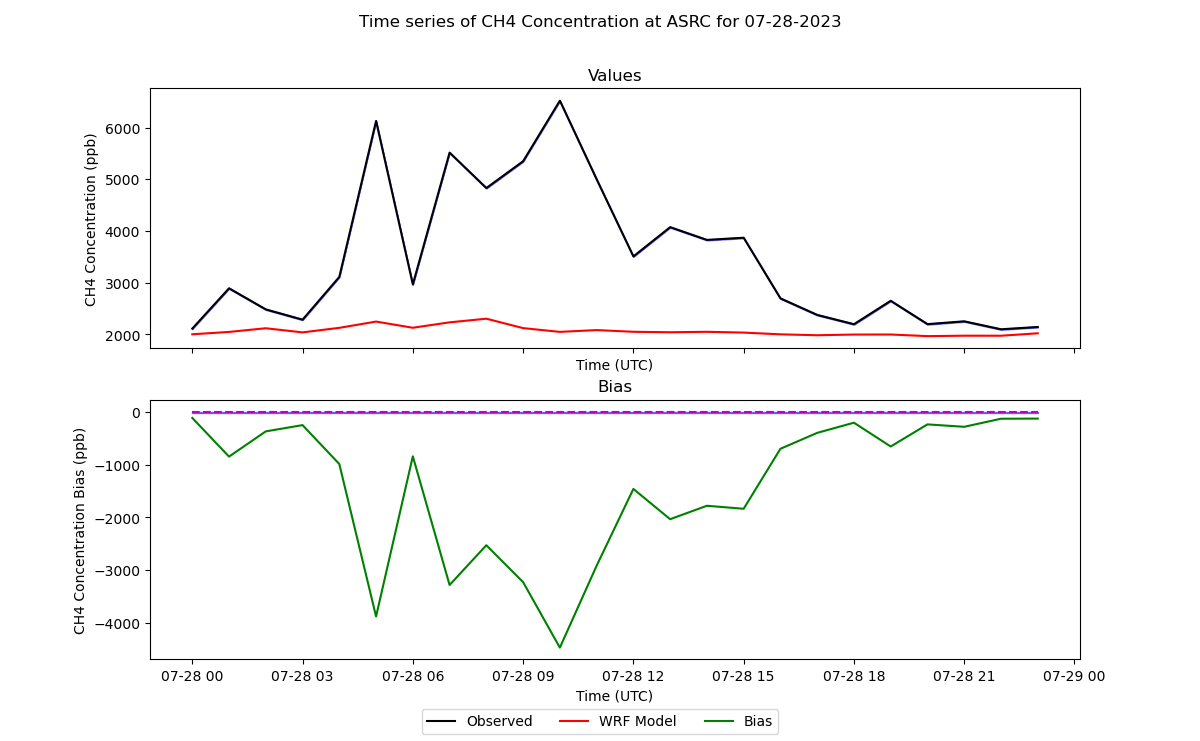 Time series of CH4 Concentration at ASRC for 07-28-2023
Values
CH4 Concentration (ppb)
6000
5000
4000
3000
2000
Time (UTC)
Bias
CH4 Concentration Bias (ppb)
0
−1000
−2000
−3000
−4000
07-28 00 07-28 03 07-28 06 07-28 09 07-28 12 07-28 15 07-28 18 07-28 21 07-29 00
Time (UTC)
Observed WRF Model Bias